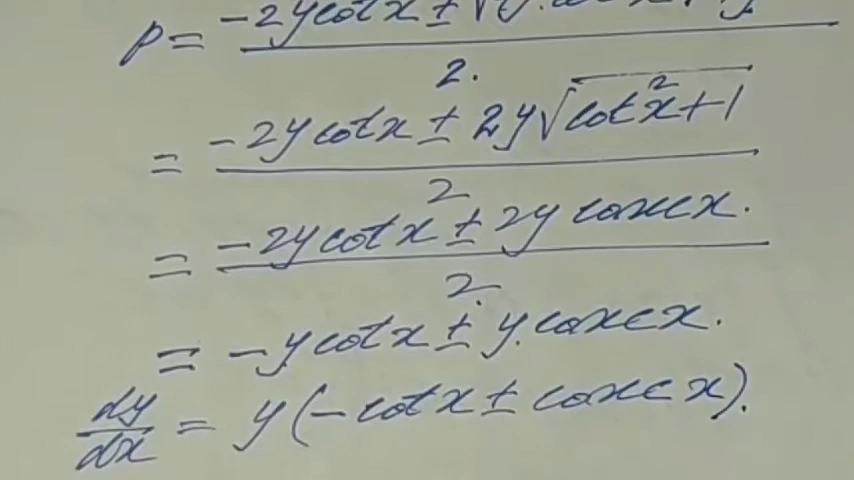 p = -2y cot x ±
2.
= -2y cot x ± 2y√cot²x+1
2
= -2y cot x ± 2y cosec x.
2.
= -y cot x ± y. cosec x.
dy/dx = y(-cot x ± cosec x).